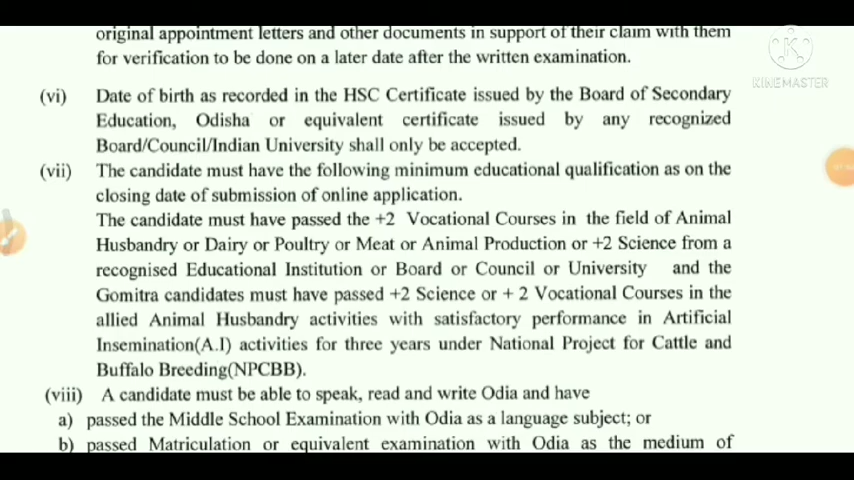 original appointment letters and other documents in support of their claim with them
for verification to be done on a later date after the written examination.
KINEMASTER
(vi) Date of birth as recorded in the HSC Certificate issued by the Board of Secondary
Education, Odisha or equivalent certificate issued by any recognized
Board/Council/Indian University shall only be accepted.
(vii) The candidate must have the following minimum educational qualification as on the
closing date of submission of online application.
The candidate must have passed the +2 Vocational Courses in the field of Animal
Husbandry or Dairy or Poultry or Meat or Animal Production or +2 Science from a
recognised Educational Institution or Board or Council or University and the
Gomitra candidates must have passed +2 Science or + 2 Vocational Courses in the
allied Animal Husbandry activities with satisfactory performance in Artificial
Insemination(A.I) activities for three years under National Project for Cattle and
Buffalo Breeding(NPCBB).
(viii) A candidate must be able to speak, read and write Odia and have
a) passed the Middle School Examination with Odia as a language subject; or
b) passed Matriculation or equivalent examination with Odia as the medium of